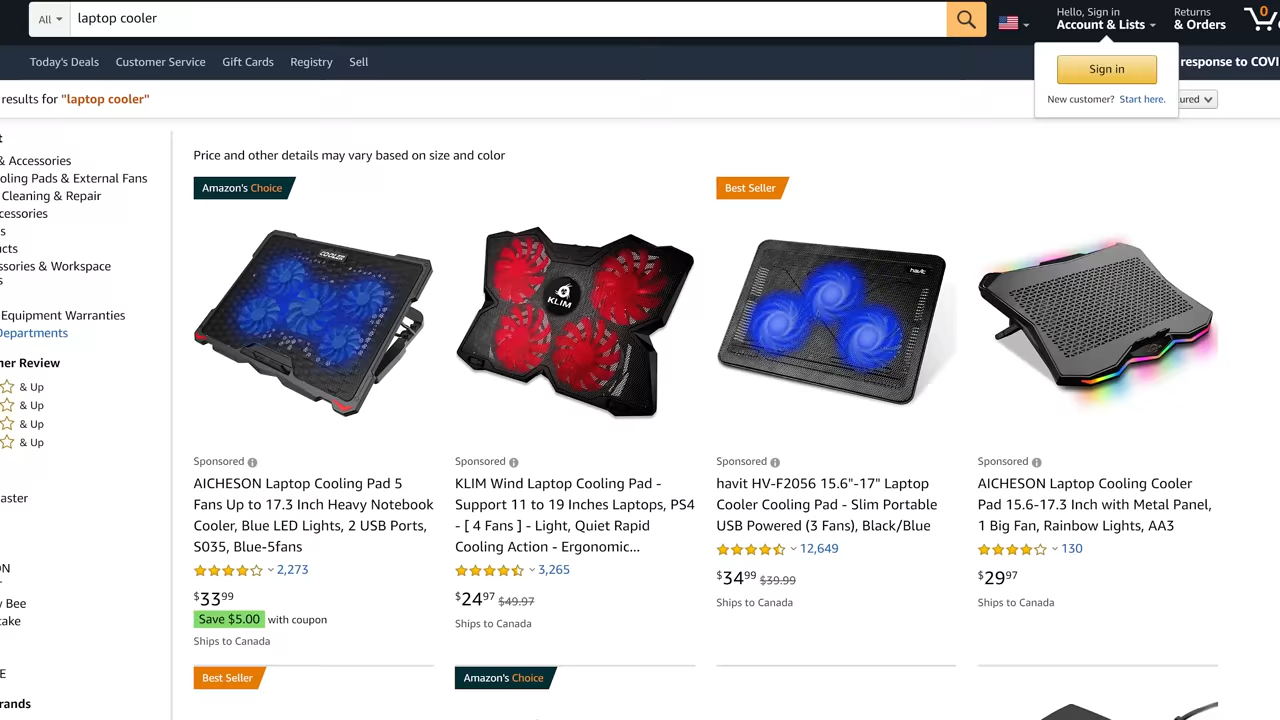 All
laptop cooler
Hello, Sign in
Account & Lists
Returns
& Orders
0
Today's Deals
Customer Service
Gift Cards
Registry
Sell
response to COVI
Sign in
New customer? Start here.
results for "laptop cooler"
ured
t
& Accessories
oling Pads & External Fans
Cleaning & Repair
cessories
s
ucts
ssories & Workspace
s
Equipment Warranties
Departments
ner Review
& Up
& Up
& Up
& Up
aster
ON
y Bee
cake
E
rands
Price and other details may vary based on size and color
Amazon's Choice
COOLER
Sponsored
AICHESON Laptop Cooling Pad 5
Fans Up to 17.3 Inch Heavy Notebook
Cooler, Blue LED Lights, 2 USB Ports,
S035, Blue-5fans
2,273
$33 99
Save $5.00 with coupon
Ships to Canada
KLIM
Sponsored
KLIM Wind Laptop Cooling Pad -
Support 11 to 19 Inches Laptops, PS4
- [ 4 Fans ] - Light, Quiet Rapid
Cooling Action - Ergonomic...
3,265
$24 97 $49.97
Ships to Canada
Best Seller
havit
Sponsored
havit HV-F2056 15.6"-17" Laptop
Cooler Cooling Pad - Slim Portable
USB Powered (3 Fans), Black/Blue
12,649
$34 99 $39.99
Ships to Canada
Sponsored
AICHESON Laptop Cooling Cooler
Pad 15.6-17.3 Inch with Metal Panel,
1 Big Fan, Rainbow Lights, AA3
130
$29 97
Ships to Canada
Best Seller
Amazon's Choice